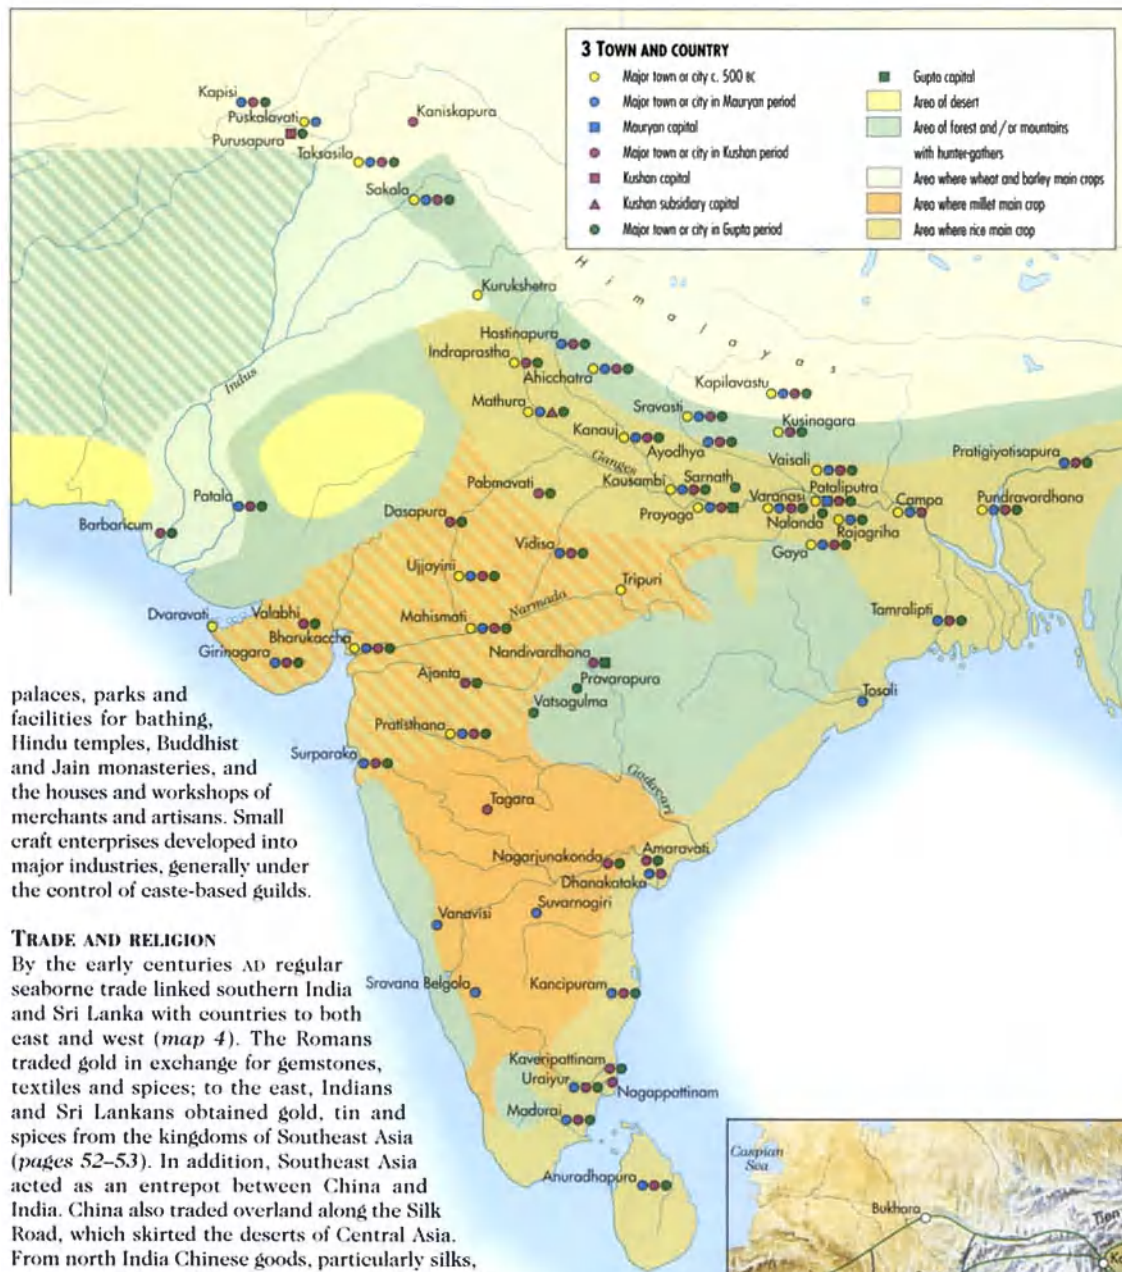 3 TOWN AND COUNTRY
Major town or city c. 500 BC
Major town or city in Mauryan period
Mauryan capital
Major town or city in Kushan period
Kushan capital
Kushan subsidiary capital
Major town or city in Gupta period
Gupta capital
Area of desert
Area of forest and/or mountains
with hunter-gathers
Area where wheat and barley main crops
Area where millet main crop
Area where rice main crop
Kapisi
Puskalavati
Kaniskapura
Purusapura
Taksasila
Sakala
Himalayas
Kurukshetra
Hastinapura
Indraprastha
Ahicchatra
Indus
Kapilavastu
Mathura
Sravasti
Kusinagara
Kanauj
Ayodhya
Ganges
Vaisali
Pratigiyotisapura
Pabmavati
Kausambi
Sarnath
Patala
Varanasi
Pataliputra
Campa
Pundravardhana
Dasapura
Prayaga
Nalanda
Rajagriha
Barbaricum
Vidisa
Gaya
Ujjayini
Tripuri
Dvaravati
Valabhi
Mahismati
Narmada
Tamralipti
Bharukaccha
Girinagara
Nandivardhana
Ajanta
Pravarapura
Vatsagulma
Tosali
Pratisthana
Surparaka
Godavari
Tagara
Nagarjunakonda
Amaravati
Dhanakataka
Vanavisi
Suvarnagiri
Sravana Belgola
Kancipuram
Kaveripattinam
Uraiyur
Nagappattinam
Madurai
Anuradhapura
palaces, parks and
facilities for bathing,
Hindu temples, Buddhist
and Jain monasteries, and
the houses and workshops of
merchants and artisans. Small
craft enterprises developed into
major industries, generally under
the control of caste-based guilds.
TRADE AND RELIGION
By the early centuries AD regular
seaborne trade linked southern India
and Sri Lanka with countries to both
east and west (map 4). The Romans
traded gold in exchange for gemstones,
textiles and spices; to the east, Indians
and Sri Lankans obtained gold, tin and
spices from the kingdoms of Southeast Asia
(pages 52–53). In addition, Southeast Asia
acted as an entrepot between China and
India. China also traded overland along the Silk
Road, which skirted the deserts of Central Asia.
From north India Chinese goods, particularly silks,
Caspian
Sea
Bukhara
Tien